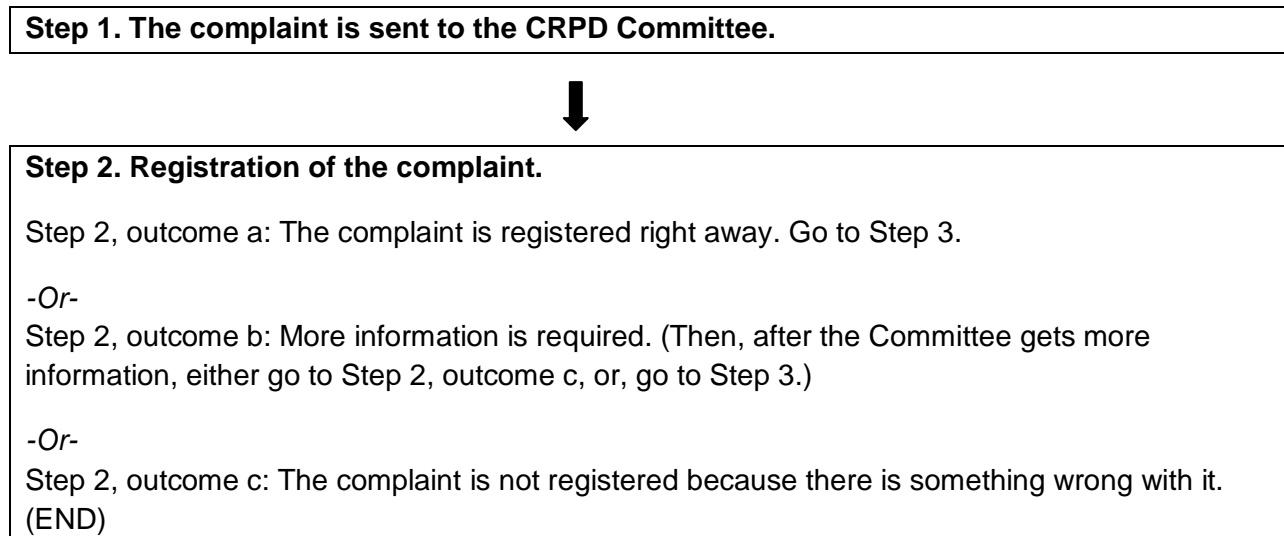 Step 1. The complaint is sent to the CRPD Committee.
Step 2. Registration of the complaint.
Step 2, outcome a: The complaint is registered right away. Go to Step 3.
-Or-
Step 2, outcome b: More information is required. (Then, after the Committee gets more
information, either go to Step 2, outcome c, or, go to Step 3.)
-Or-
Step 2, outcome c: The complaint is not registered because there is something wrong with it.
(END)